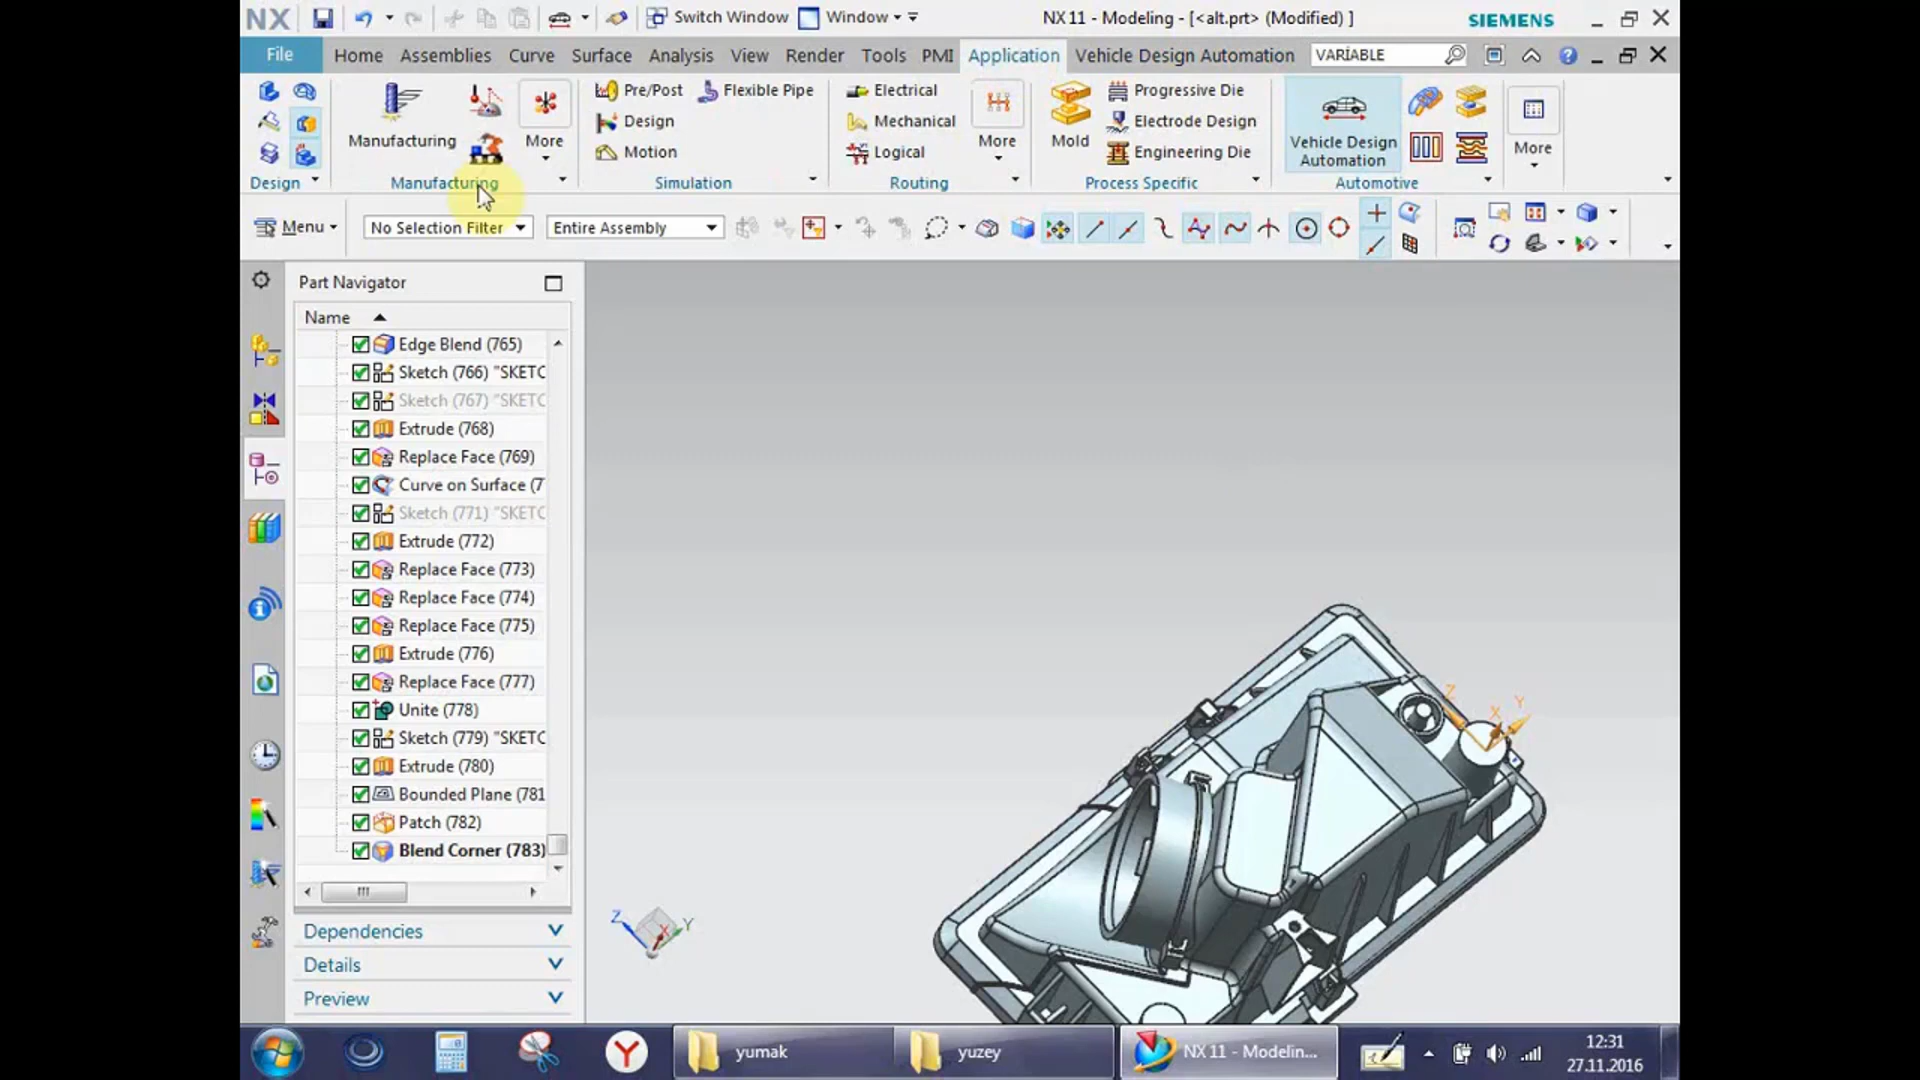 NX Switch Window Window NX 11 - Modeling - [<alt.prt> (Modified) ] SIEMENS
File Home Assemblies Curve Surface Analysis View Render Tools PMI Application Vehicle Design Automation VARİABLE
Manufacturing More Pre/Post Flexible Pipe Design Motion Electrical Mechanical Logical More Mold Progressive Die Electrode Design Engineering Die Vehicle Design Automation More
Design Manufacturing Simulation Routing Process Specific Automotive
Menu No Selection Filter Entire Assembly
Part Navigator
Name
Edge Blend (765)
Sketch (766) "SKETC
Sketch (767) "SKETC
Extrude (768)
Replace Face (769)
Curve on Surface (7
Sketch (771) "SKETC
Extrude (772)
Replace Face (773)
Replace Face (774)
Replace Face (775)
Extrude (776)
Replace Face (777)
Unite (778)
Sketch (779) "SKETC
Extrude (780)
Bounded Plane (781
Patch (782)
Blend Corner (783)
Dependencies
Details
Preview
Z X Y
Z X Y
yumak yuzey NX 11 - Modelin... 12:31
27.11.2016